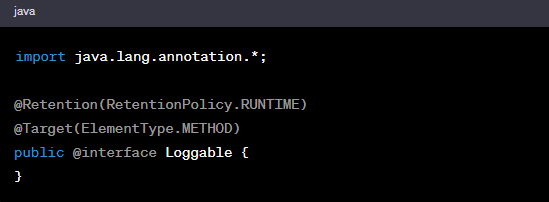 java
import java.lang.annotation.*;
@Retention(RetentionPolicy.RUNTIME)
@Target(ElementType.METHOD)
public @interface Loggable {
}